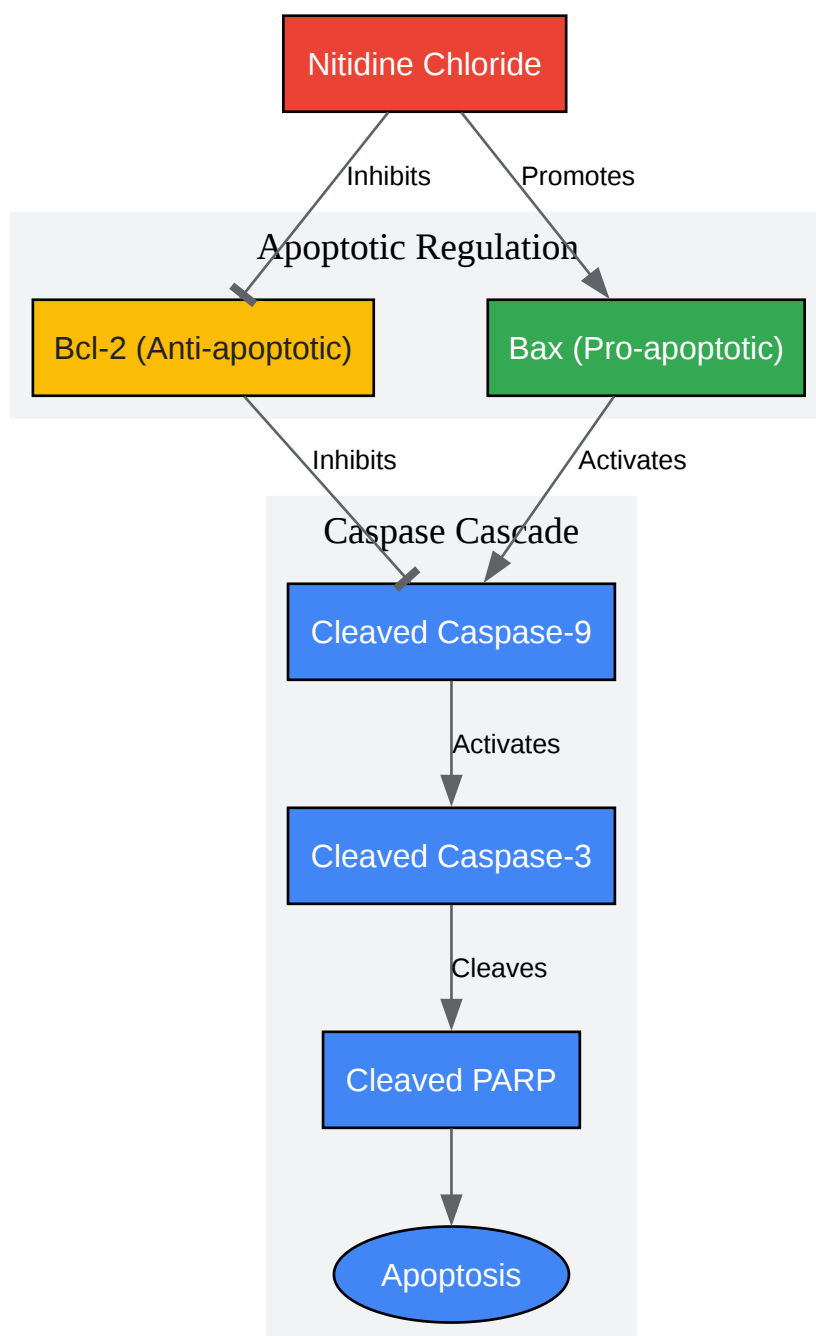 Nitidine Chloride
Inhibits
Promotes
Apoptotic Regulation
Bcl-2 (Anti-apoptotic)
Bax (Pro-apoptotic)
Inhibits
Activates
Caspase Cascade
Cleaved Caspase-9
Activates
Cleaved Caspase-3
Cleaves
Cleaved PARP
Apoptosis